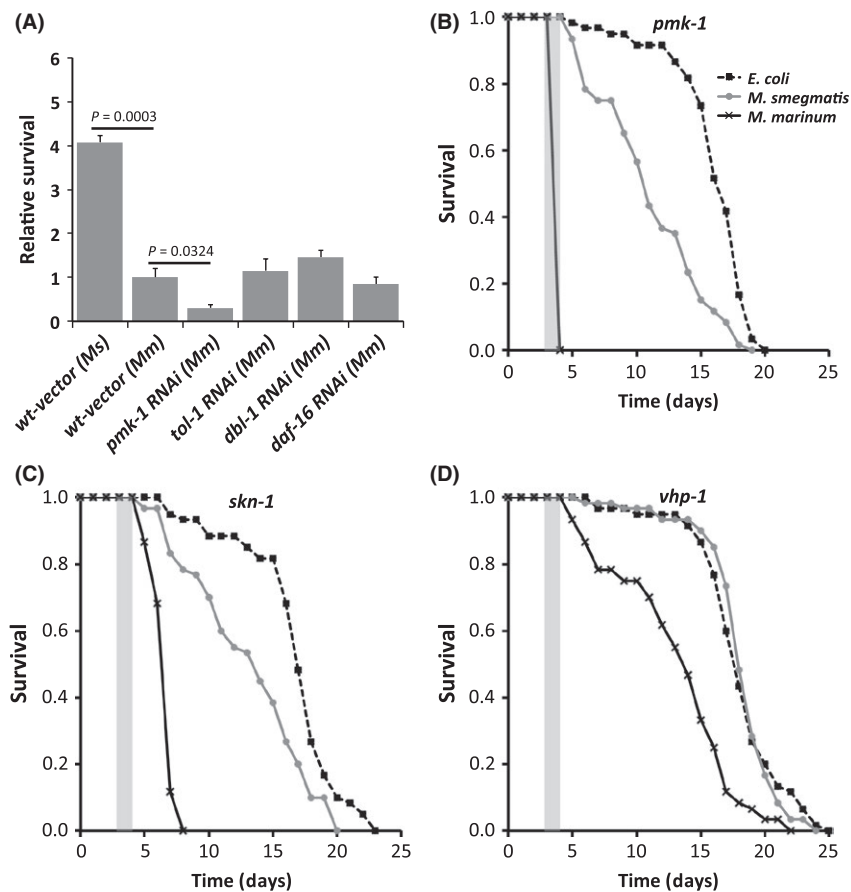 (A)
6
5
4
3
2
1
0
Relative survival
P = 0.0003
P = 0.0324
wt-vector (Ms)
wt-vector (Mm)
pmk-1 RNAi (Mm)
tol-1 RNAi (Mm)
dbl-1 RNAi (Mm)
daf-16 RNAi (Mm)
(B)
pmk-1
1.0
0.8
0.6
0.4
0.2
0.0
Survival
E. coli
M. smegmatis
M. marinum
0 5 10 15 20 25
Time (days)
(C)
skn-1
1.0
0.8
0.6
0.4
0.2
0.0
Survival
0 5 10 15 20 25
Time (days)
(D)
vhp-1
1.0
0.8
0.6
0.4
0.2
0.0
Survival
0 5 10 15 20 25
Time (days)